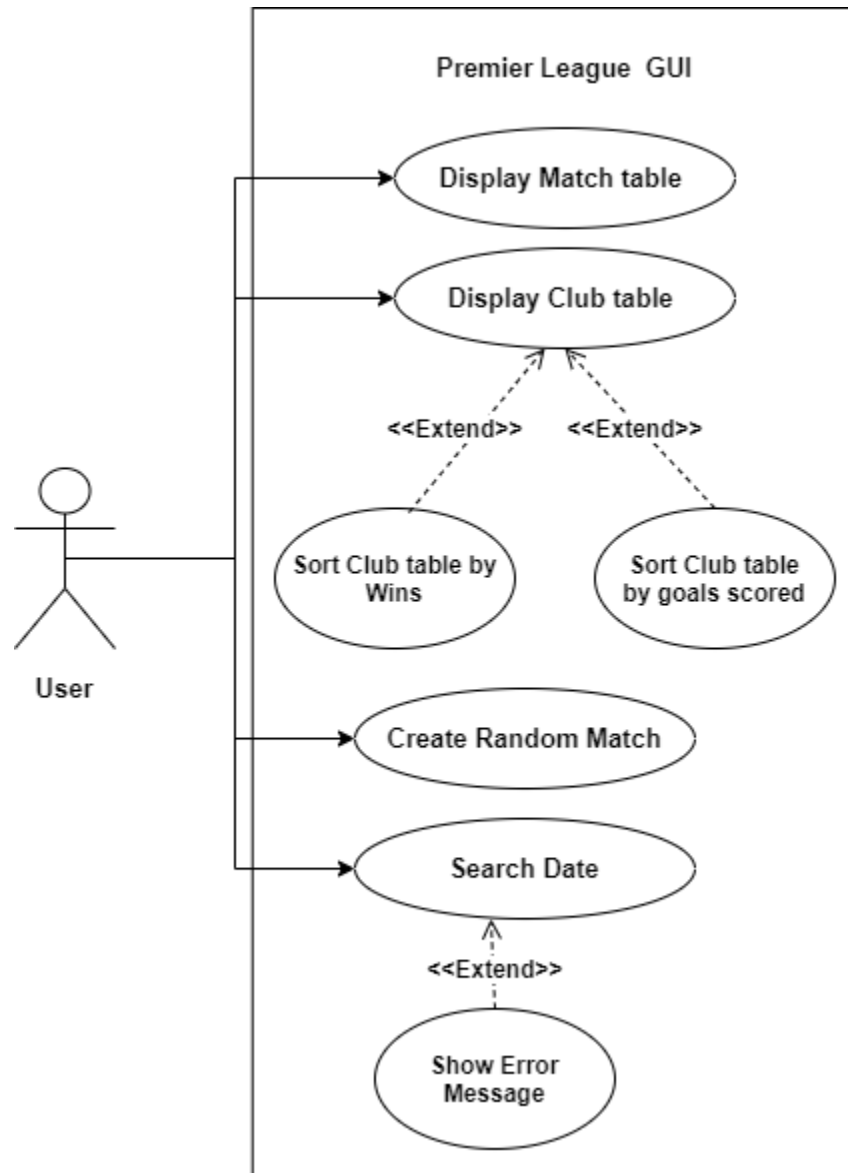 Premier League GUI
Display Match table
Display Club table
<<Extend>>
<<Extend>>
Sort Club table by
Wins
Sort Club table
by goals scored
User
Create Random Match
Search Date
<<Extend>>
Show Error
Message